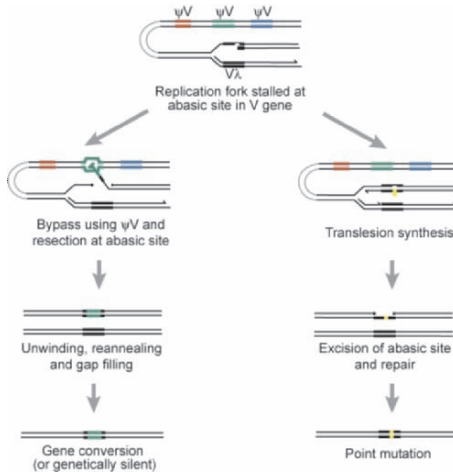 ψV ψV ψV
Vλ
Replication fork stalled at
abasic site in V gene
Bypass using ψV and
resection at abasic site
Translesion synthesis
Unwinding, reannealing
and gap filling
Excision of abasic site
and repair
Gene conversion
(or genetically silent)
Point mutation